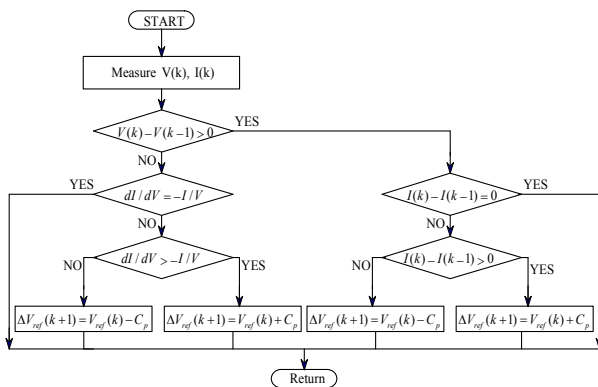 START
Measure V(k), I(k)
V(k)−V(k−1)>0
YES
NO
YES
dI/dV=−I/V
I(k)−I(k−1)=0
YES
NO
NO
NO
dI/dV>−I/V
YES
NO
I(k)−I(k−1)>0
YES
ΔV_ref(k+1)=V_ref(k)−C_p
ΔV_ref(k+1)=V_ref(k)+C_p
ΔV_ref(k+1)=V_ref(k)−C_p
ΔV_ref(k+1)=V_ref(k)+C_p
Return